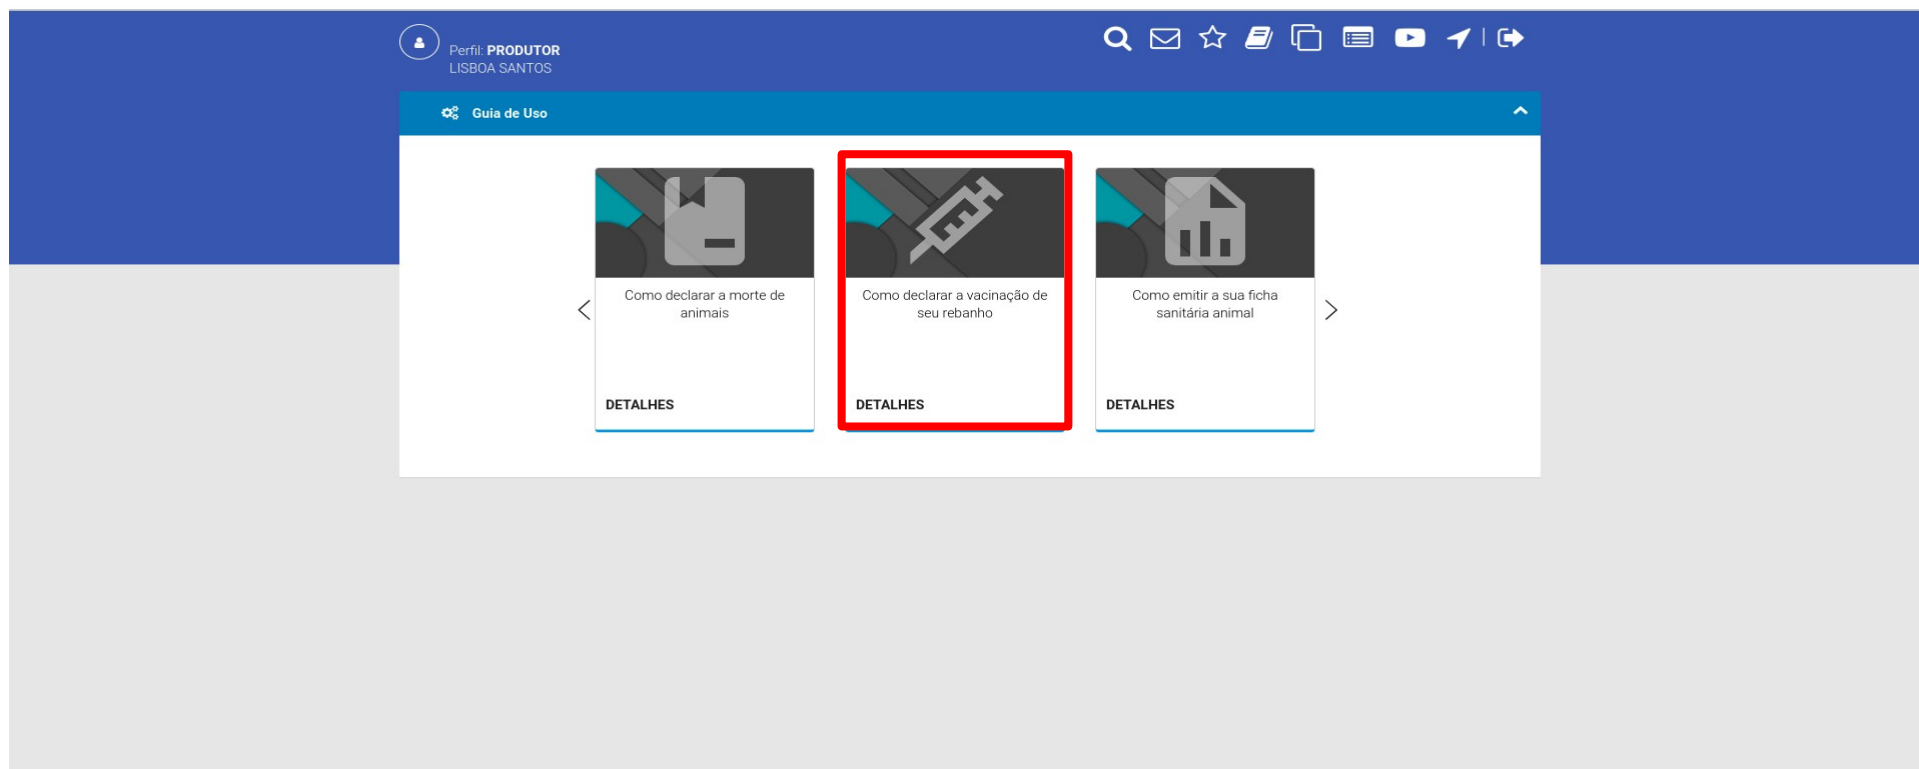 Perfil: PRODUTOR
LISBOA SANTOS
Guia de Uso
Como declarar a morte de
animais
DETALHES
Como declarar a vacinação de
seu rebanho
DETALHES
Como emitir a sua ficha
sanitária animal
DETALHES